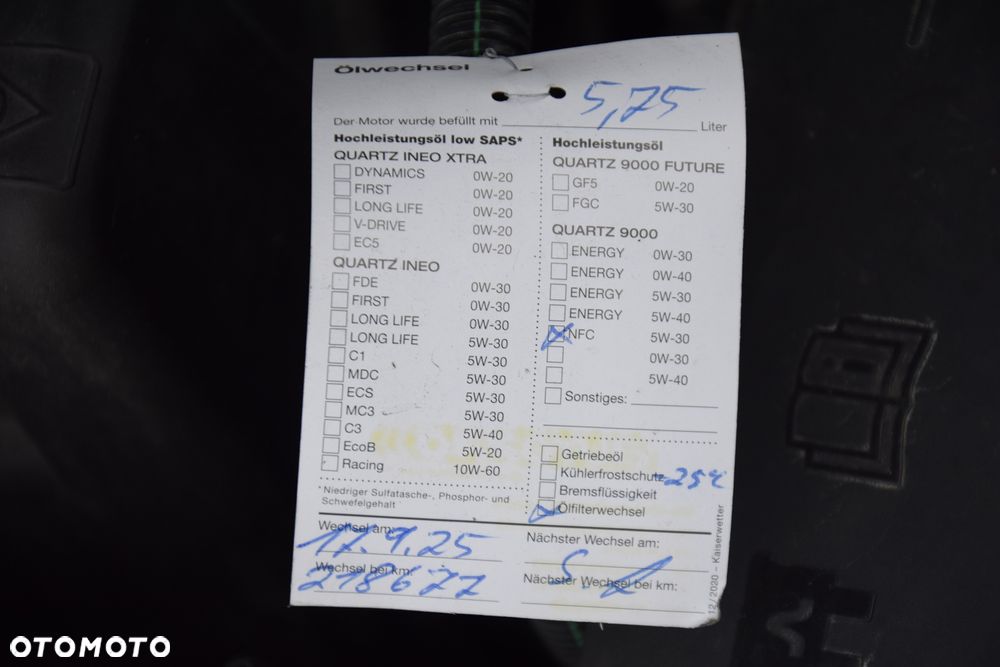 Ölwechsel
Der Motor wurde befüllt mit 5,75 Liter
Hochleistungsöl low SAPS*
QUARTZ INEO XTRA
DYNAMICS 0W-20
FIRST 0W-20
LONG LIFE 0W-20
V-DRIVE 0W-20
EC5 0W-20
QUARTZ INEO
FDE 0W-30
FIRST 0W-30
LONG LIFE 0W-30
LONG LIFE 5W-30
C1 5W-30
MDC 5W-30
ECS 5W-30
MC3 5W-30
C3 5W-40
EcoB 5W-20
Racing 10W-60
*Niedriger Sulfatasche-, Phosphor- und
Schwefelgehalt
Hochleistungsöl
QUARTZ 9000 FUTURE
GF5 0W-20
FGC 5W-30
QUARTZ 9000
ENERGY 0W-30
ENERGY 0W-40
ENERGY 5W-30
ENERGY 5W-40
NFC 5W-30
0W-30
5W-40
Sonstiges:
Getriebeöl
Kühlerfrostschutz -25°C
Bremsflüssigkeit
Ölfilterwechsel
Wechsel am:
17.9.25
Wechsel bei km:
218677
Nächster Wechsel am:
Nächster Wechsel bei km:
12/2020 – Kaiserwetter
OTOMOTO